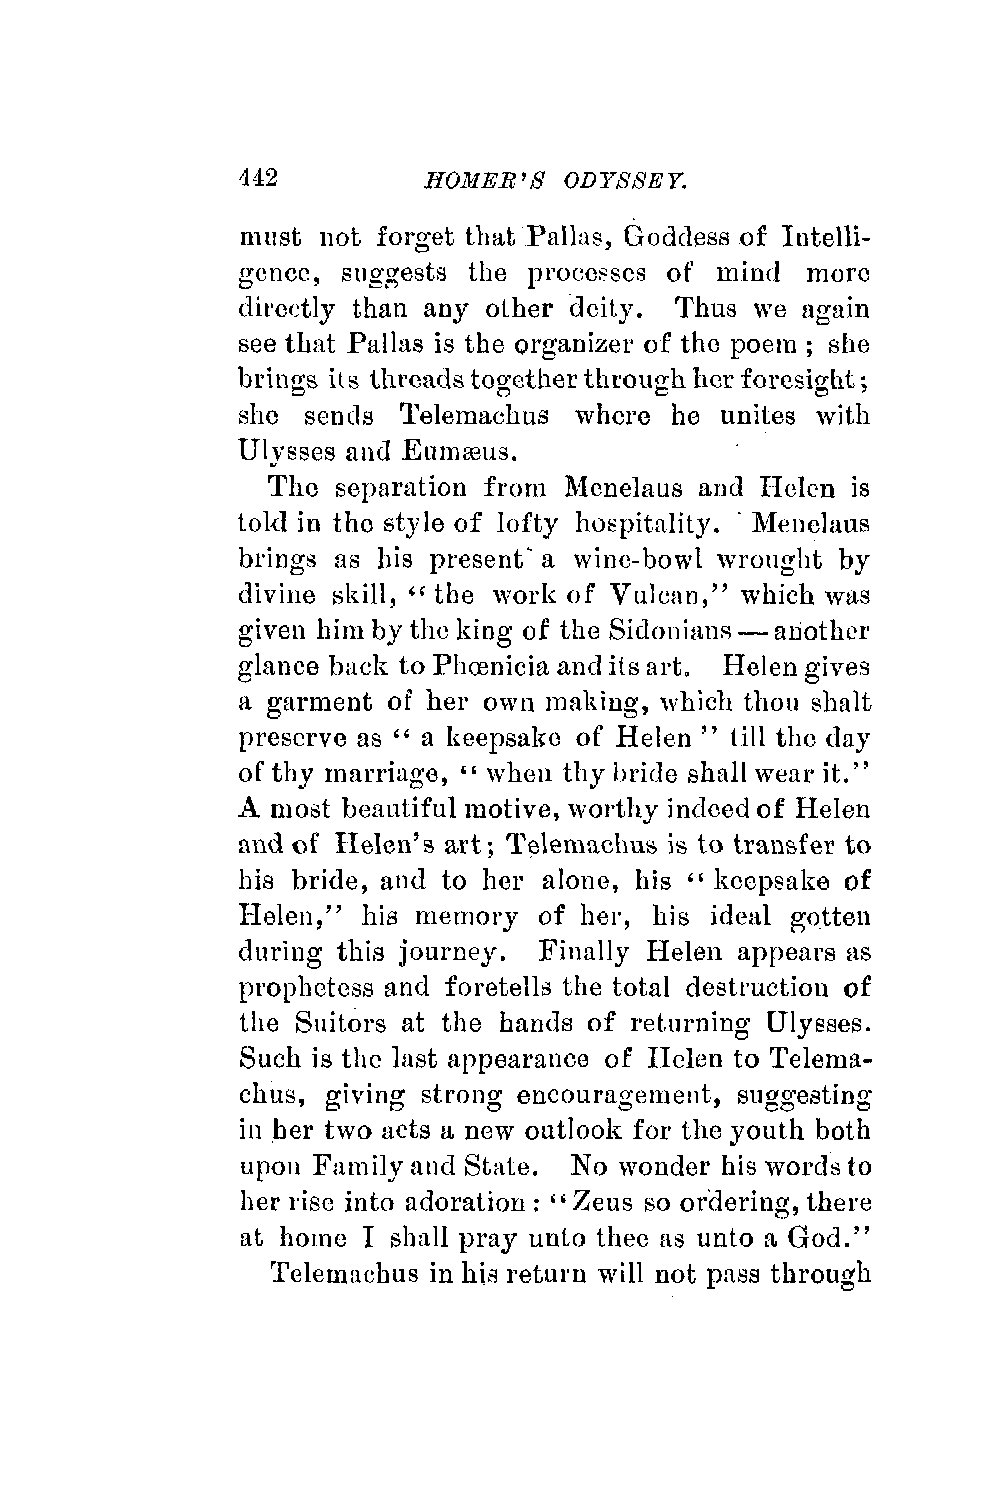 442 HOMER'S ODYSSEY.
must not forget that Pallas, Goddess of Intelli-
gence, suggests the processes of mind more
directly than any other deity. Thus we again
see that Pallas is the organizer of the poem ; she
brings its threads together through her foresight;
she sends Telemachus where he unites with
Ulysses and Eumæus.
The separation from Menelaus and Helen is
told in the style of lofty hospitality. Menelaus
brings as his present a wine-bowl wrought by
divine skill, “ the work of Vulcan,” which was
given him by the king of the Sidonians — another
glance back to Phœnicia and its art. Helen gives
a garment of her own making, which thou shalt
preserve as “ a keepsake of Helen ” till the day
of thy marriage, “ when thy bride shall wear it.”
A most beautiful motive, worthy indeed of Helen
and of Helen's art; Telemachus is to transfer to
his bride, and to her alone, his “ keepsake of
Helen,” his memory of her, his ideal gotten
during this journey. Finally Helen appears as
prophetess and foretells the total destruction of
the Suitors at the hands of returning Ulysses.
Such is the last appearance of Helen to Telema-
chus, giving strong encouragement, suggesting
in her two acts a new outlook for the youth both
upon Family and State. No wonder his words to
her rise into adoration : “ Zeus so ordering, there
at home I shall pray unto thee as unto a God.”
Telemachus in his return will not pass through